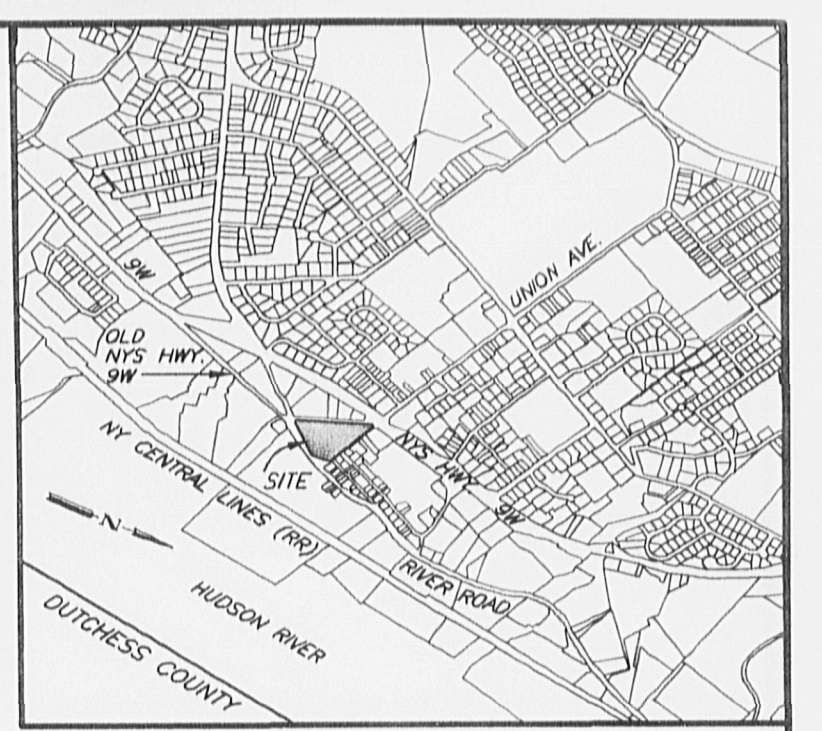 UNION AVE.
9W
OLD
NYS HWY.
9W
NYS HWY.
9W
SITE
NY CENTRAL LINES (RR)
N
RIVER ROAD
HUDSON RIVER
DUTCHESS COUNTY